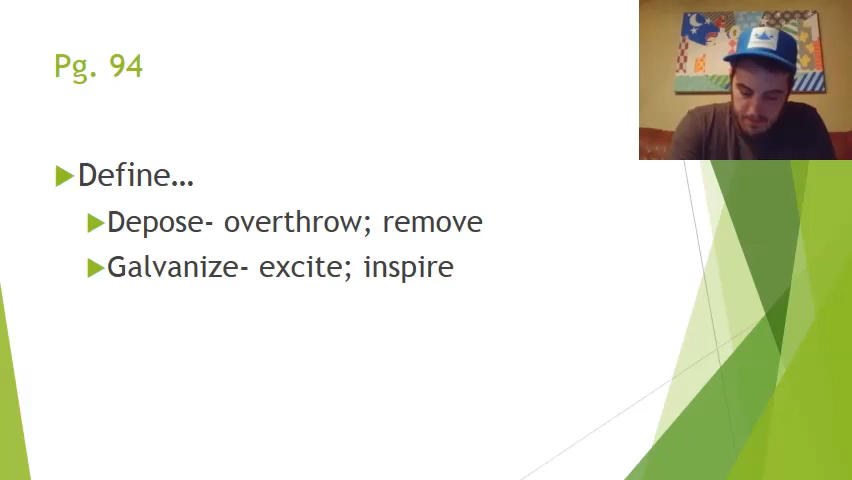 Pg. 94
Define…
Depose- overthrow; remove
Galvanize- excite; inspire